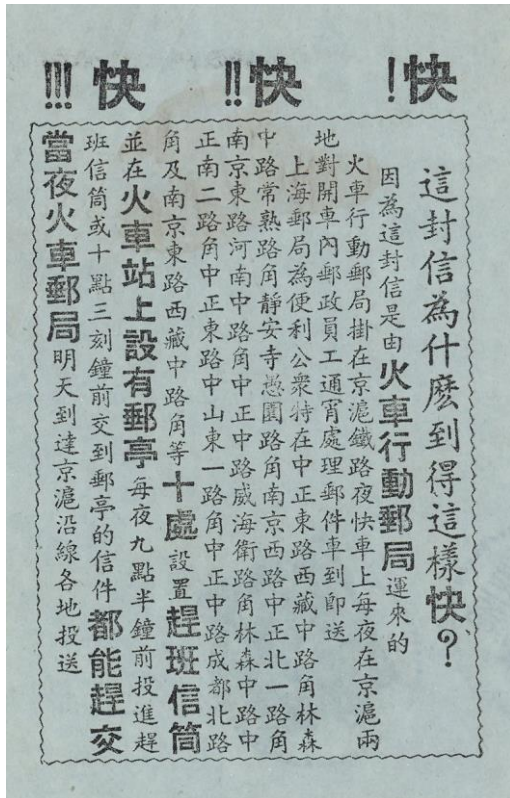 快! 快!! 快!!!
這封信為什麽到得這樣快？
因為這封信是由火車行動郵局運來的
火車行動郵局掛在京滬鐵路夜快車上每夜在京滬兩
地對開車內郵政員工通宵處理郵件車到即送
上海郵局為便利公衆特在中正東路西藏中路角林森
中路常熟路角靜安寺愚園路角南京西路中正北一路角
南京東路河南中路角中正中路威海衛路角林森中路中
正南二路角中正東路中山東一路角中正中路成都北路
角及南京東路西藏中路角等十處設置趕班信筒
並在火車站上設有郵亭每夜九點半鐘前投進趕
班信筒或十點三刻鐘前交到郵亭的信件都能趕交
當夜火車郵局明天到達京滬沿線各地投送